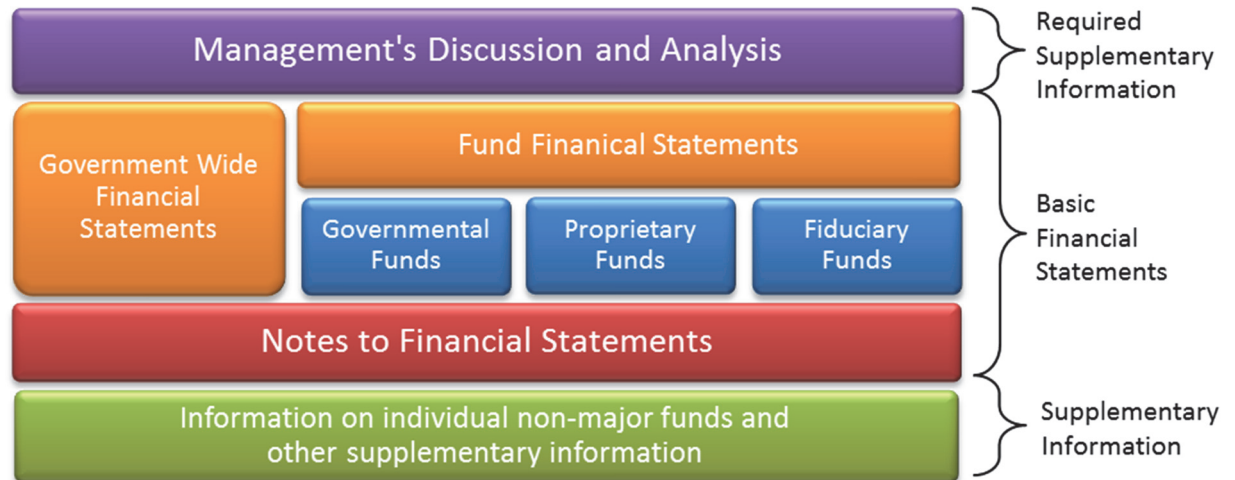 Management's Discussion and Analysis
Required
Supplementary
Information
Government Wide
Financial
Statements
Fund Finanical Statements
Governmental
Funds
Proprietary
Funds
Fiduciary
Funds
Basic
Financial
Statements
Notes to Financial Statements
Information on individual non-major funds and
other supplementary information
Supplementary
Information